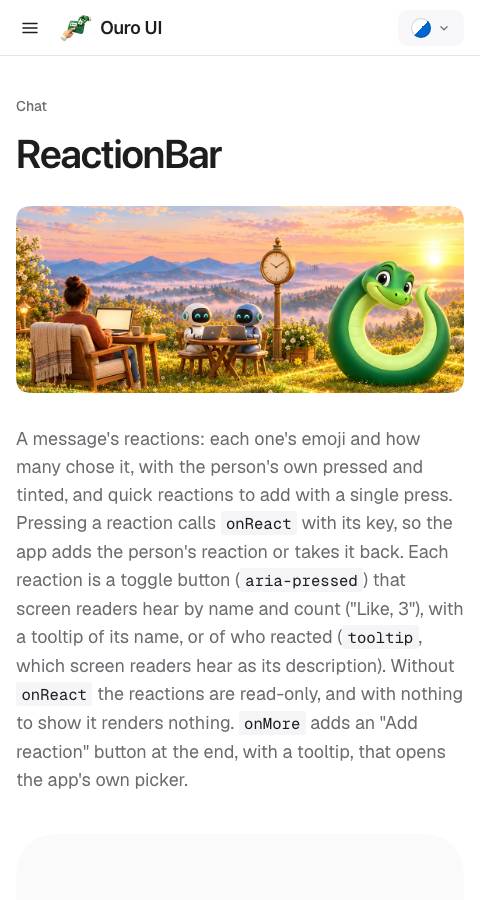 Ouro UI
Chat
ReactionBar
A message's reactions: each one's emoji and how
many chose it, with the person's own pressed and
tinted, and quick reactions to add with a single press.
Pressing a reaction calls onReact with its key, so the
app adds the person's reaction or takes it back. Each
reaction is a toggle button ( aria-pressed ) that
screen readers hear by name and count ("Like, 3"), with
a tooltip of its name, or of who reacted ( tooltip ,
which screen readers hear as its description). Without
onReact the reactions are read-only, and with nothing
to show it renders nothing. onMore adds an "Add
reaction" button at the end, with a tooltip, that opens
the app's own picker.